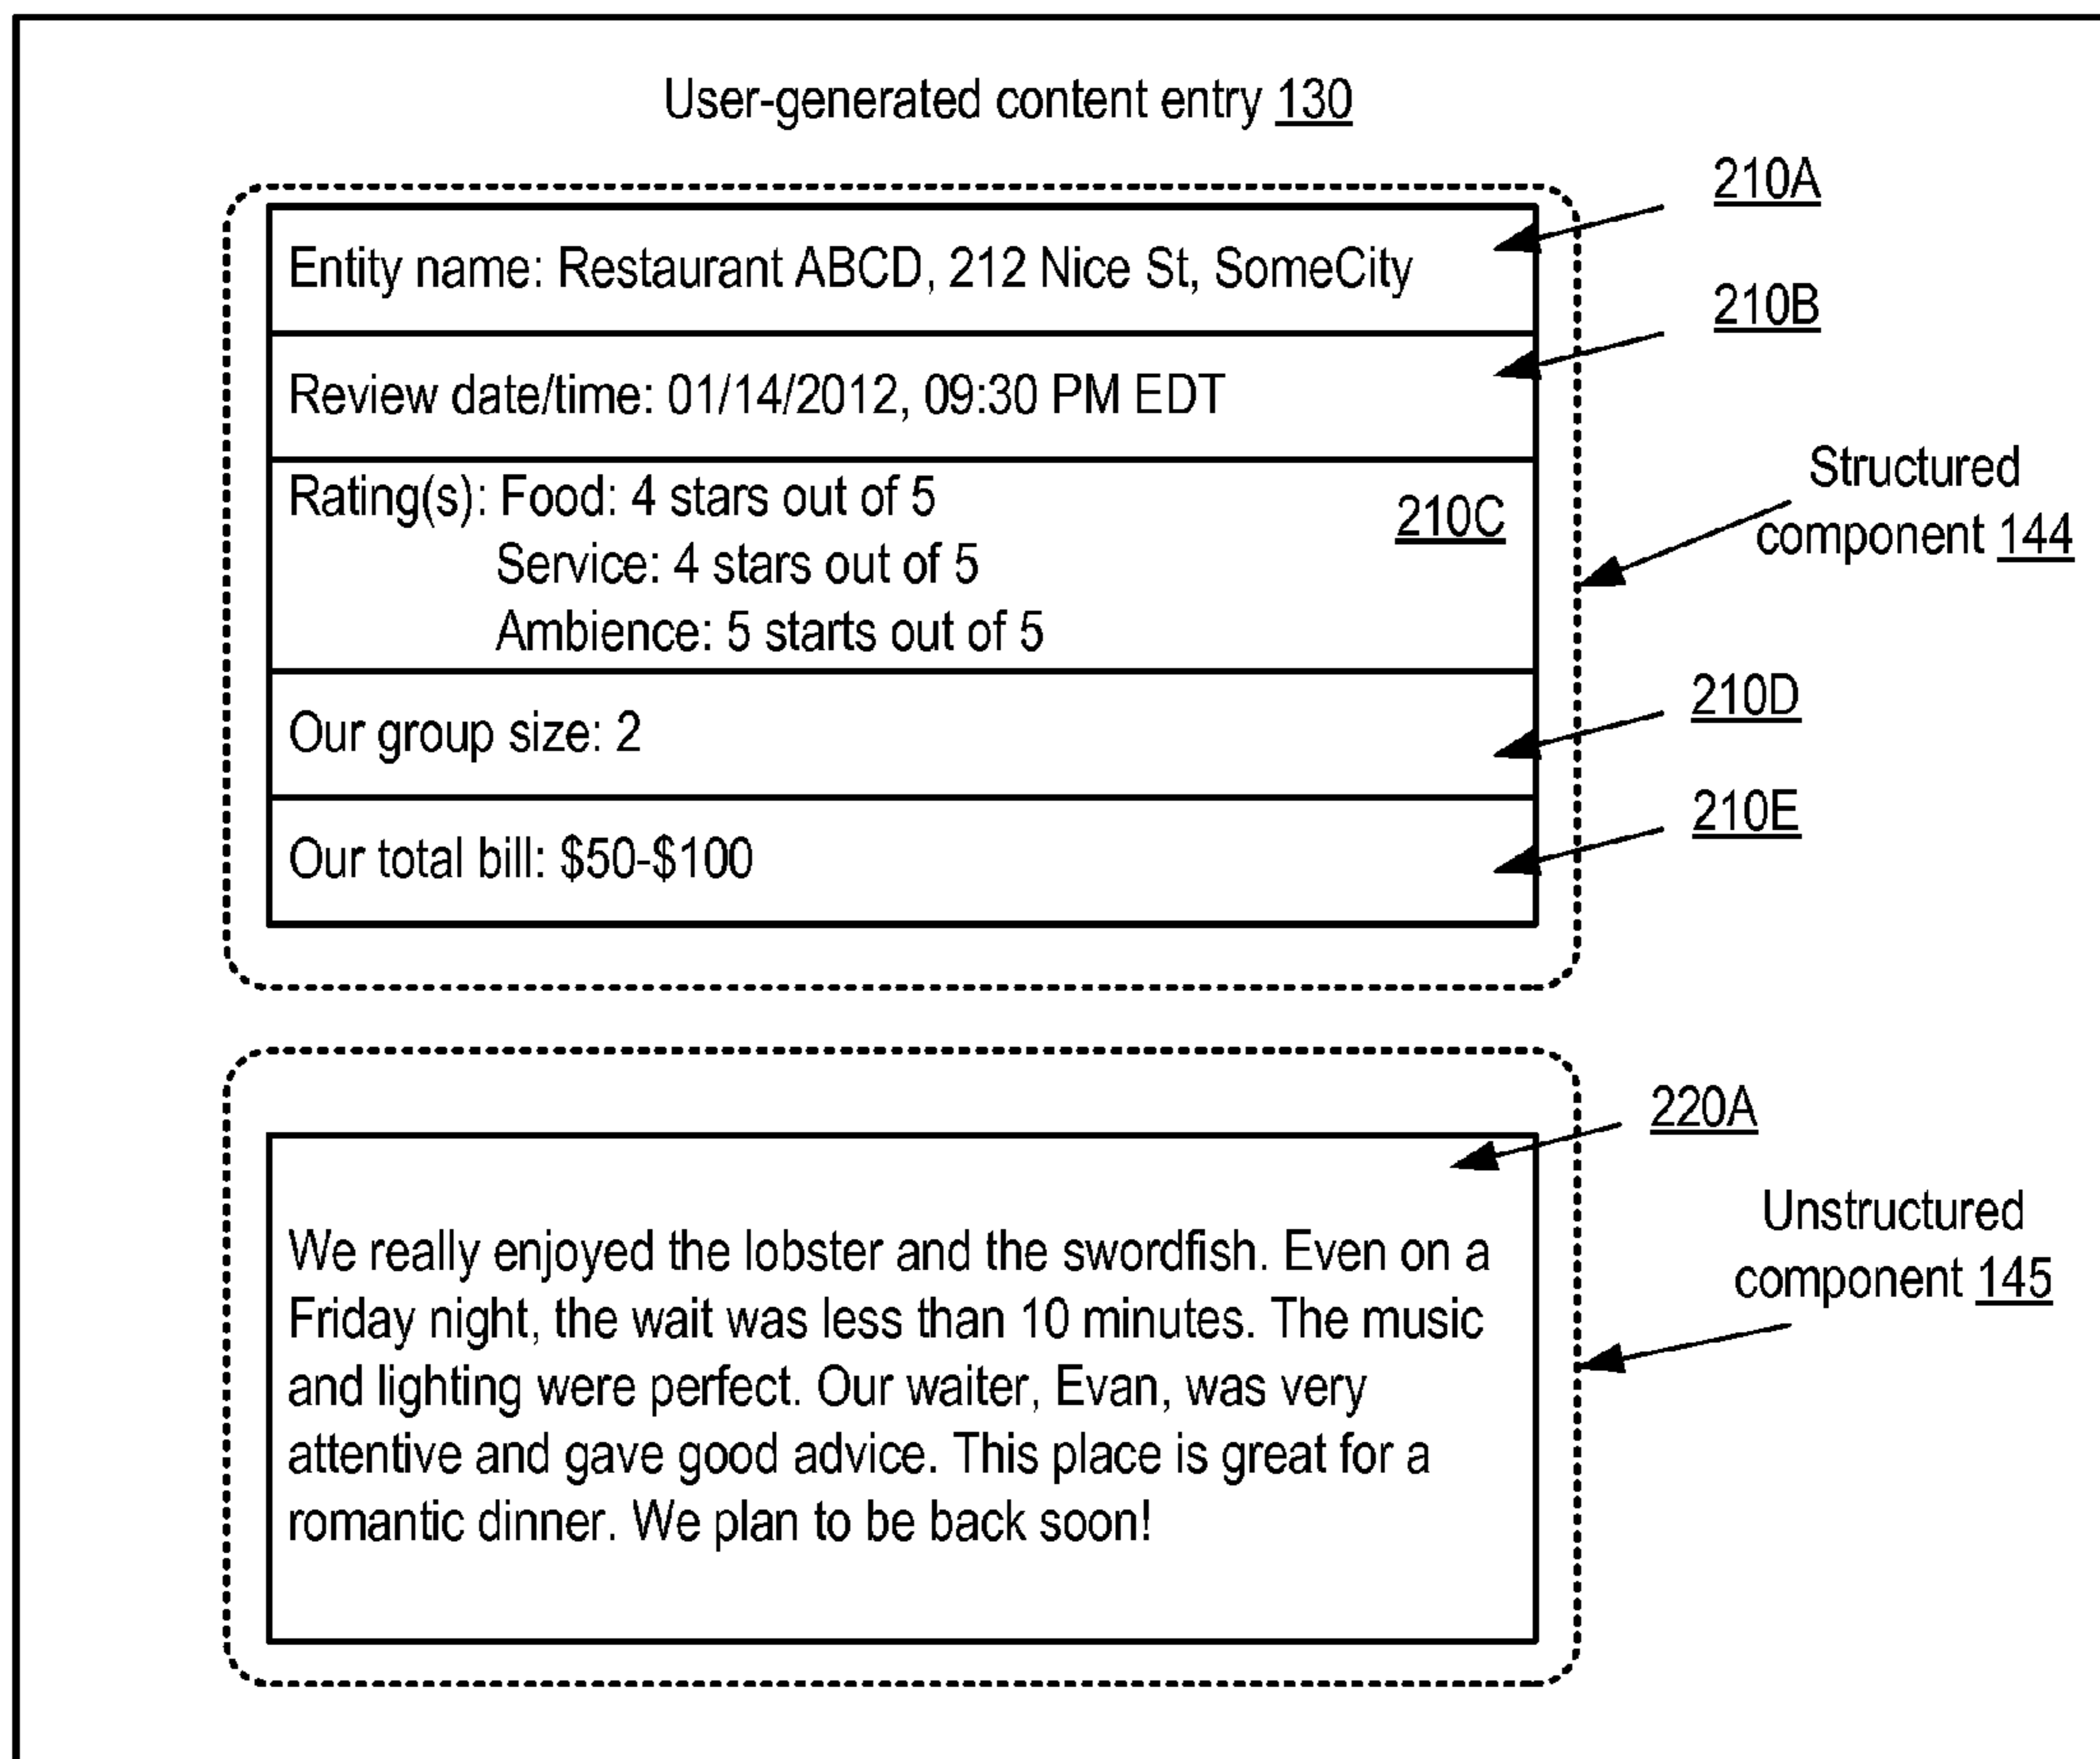 User-generated content entry 130
210A
Entity name: Restaurant ABCD, 212 Nice St, SomeCity
210B
Review date/time: 01/14/2012, 09:30 PM EDT
Rating(s): Food: 4 stars out of 5
210C
Service: 4 stars out of 5
Ambience: 5 starts out of 5
Structured
component 144
210D
Our group size: 2
210E
Our total bill: $50-$100
220A
We really enjoyed the lobster and the swordfish. Even on a
Friday night, the wait was less than 10 minutes. The music
and lighting were perfect. Our waiter, Evan, was very
attentive and gave good advice. This place is great for a
romantic dinner. We plan to be back soon!
Unstructured
component 145